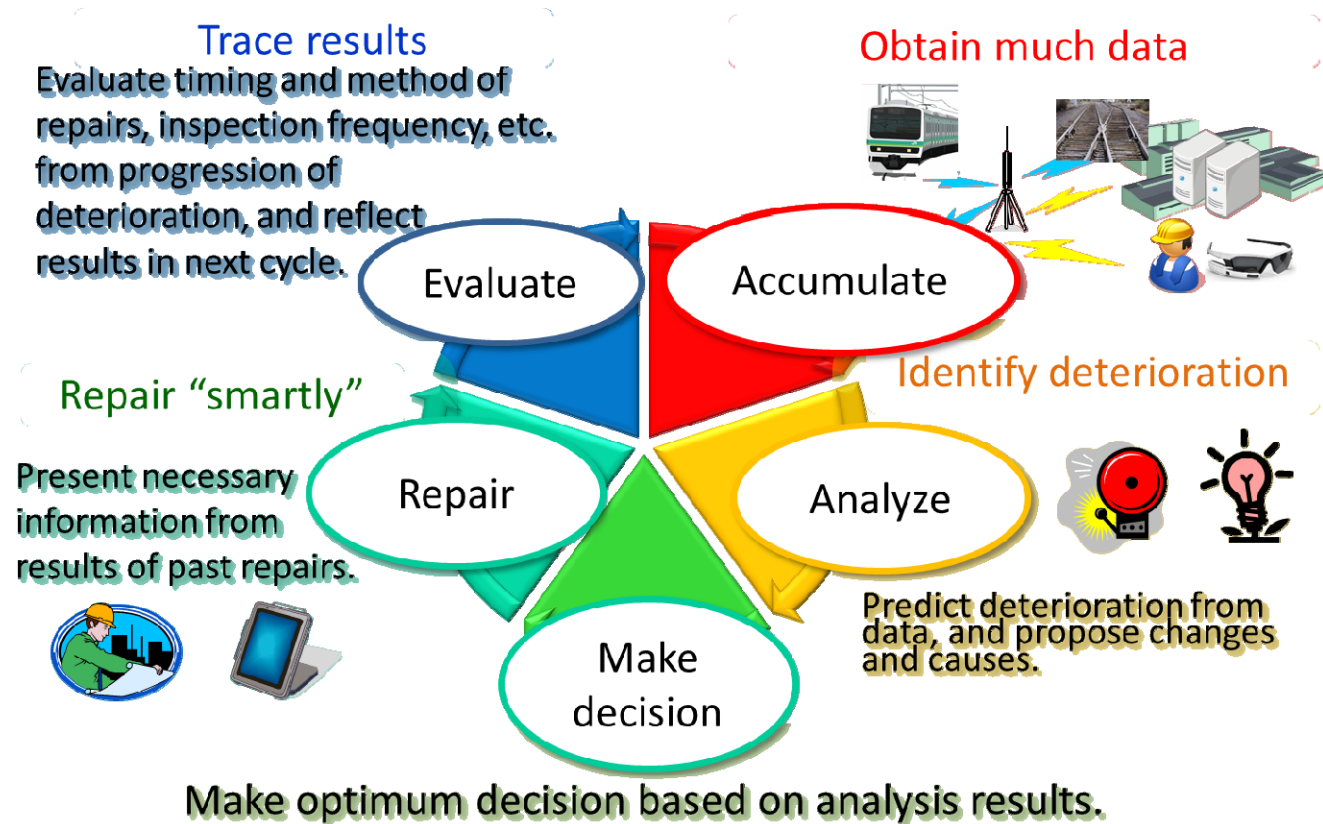 Trace results
Evaluate timing and method of
repairs, inspection frequency, etc.
from progression of
deterioration, and reflect
results in next cycle.
Obtain much data
Evaluate
Accumulate
Repair “smartly”
Identify deterioration
Present necessary
information from
results of past repairs.
Repair
Analyze
Predict deterioration from
data, and propose changes
and causes.
Make
decision
Make optimum decision based on analysis results.